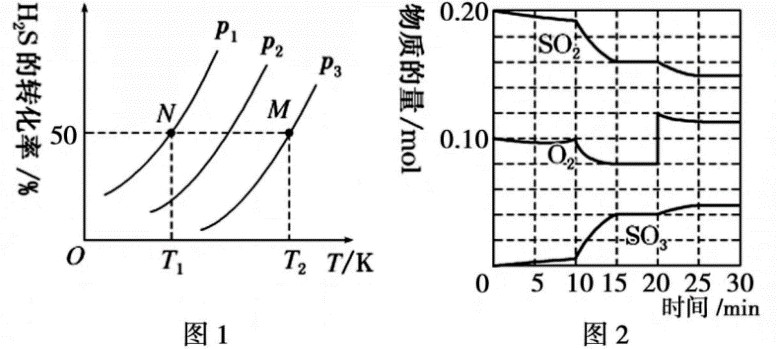 H₂S的转化率/%
p₁
p₂
p₃
N
M
50
O
T₁
T₂
T/K
图1
物质的量/mol
0.20
SO₂
0.10
O₂
SO₃
0
5
10
15
20
25
30
时间/min
图2